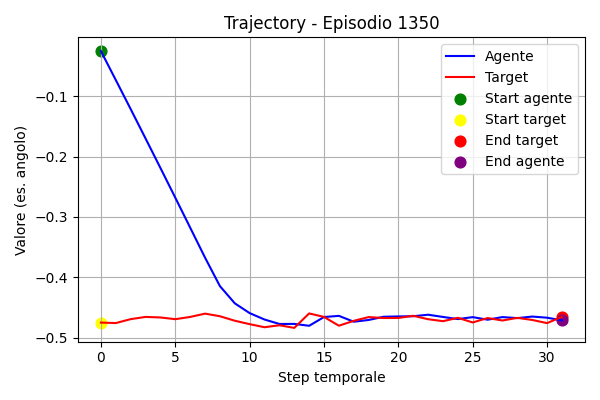 Trajectory - Episodio 1350
Agente
Target
Start agente
Start target
End target
End agente
Valore (es. angolo)
−0.1
−0.2
−0.3
−0.4
−0.5
0 5 10 15 20 25 30
Step temporale